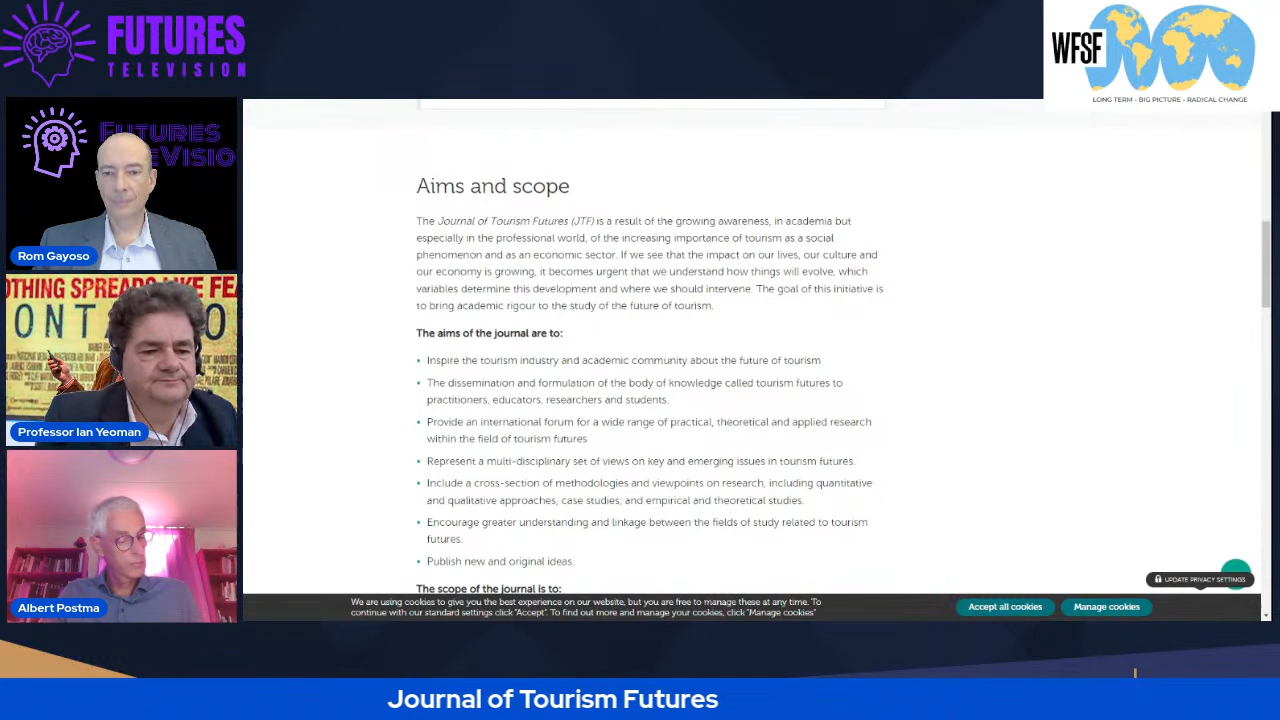 FUTURES
TELEVISION
WFSF
LONG TERM - BIG PICTURE - RADICAL CHANGE
FUTURES
Rom Gayoso
OTHING SPREADS LIKE FEA
ONT
Professor Ian Yeoman
Albert Postma
Aims and scope
The Journal of Tourism Futures (JTF) is a result of the growing awareness, in academia but
especially in the professional world, of the increasing importance of tourism as a social
phenomenon and as an economic sector. If we see that the impact on our lives, our culture and
our economy is growing, it becomes urgent that we understand how things will evolve, which
variables determine this development and where we should intervene. The goal of this initiative is
to bring academic rigour to the study of the future of tourism.
The aims of the journal are to:
• Inspire the tourism industry and academic community about the future of tourism
• The dissemination and formulation of the body of knowledge called tourism futures to
practitioners, educators, researchers and students.
• Provide an international forum for a wide range of practical, theoretical and applied research
within the field of tourism futures
• Represent a multi-disciplinary set of views on key and emerging issues in tourism futures.
• Include a cross-section of methodologies and viewpoints on research, including quantitative
and qualitative approaches, case studies, and empirical and theoretical studies.
• Encourage greater understanding and linkage between the fields of study related to tourism
futures.
• Publish new and original ideas.
The scope of the journal is to:
UPDATE PRIVACY SETTINGS
We are using cookies to give you the best experience on our website, but you are free to manage these at any time. To
continue with our standard settings click "Accept". To find out more and manage your cookies, click "Manage cookies"
Accept all cookies
Manage cookies
Journal of Tourism Futures